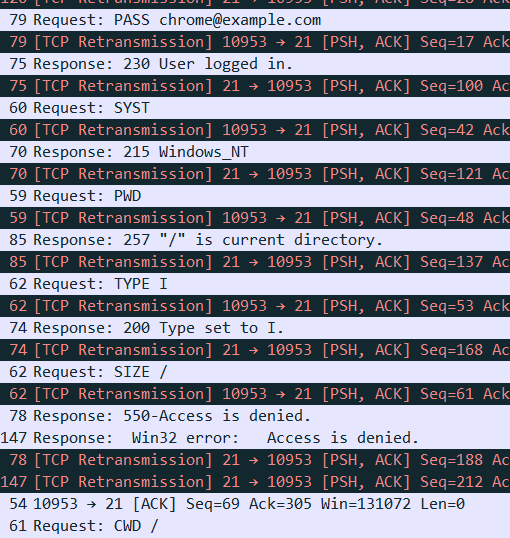 79 Request: PASS chrome@example.com
79 [TCP Retransmission] 10953 → 21 [PSH, ACK] Seq=17 Ack
75 Response: 230 User logged in.
75 [TCP Retransmission] 21 → 10953 [PSH, ACK] Seq=100 Ac
60 Request: SYST
60 [TCP Retransmission] 10953 → 21 [PSH, ACK] Seq=42 Ack
70 Response: 215 Windows_NT
70 [TCP Retransmission] 21 → 10953 [PSH, ACK] Seq=121 Ac
59 Request: PWD
59 [TCP Retransmission] 10953 → 21 [PSH, ACK] Seq=48 Ack
85 Response: 257 "/" is current directory.
85 [TCP Retransmission] 21 → 10953 [PSH, ACK] Seq=137 Ac
62 Request: TYPE I
62 [TCP Retransmission] 10953 → 21 [PSH, ACK] Seq=53 Ack
74 Response: 200 Type set to I.
74 [TCP Retransmission] 21 → 10953 [PSH, ACK] Seq=168 Ac
62 Request: SIZE /
62 [TCP Retransmission] 10953 → 21 [PSH, ACK] Seq=61 Ack
78 Response: 550-Access is denied.
147 Response:  Win32 error:   Access is denied.
78 [TCP Retransmission] 21 → 10953 [PSH, ACK] Seq=188 Ac
147 [TCP Retransmission] 21 → 10953 [PSH, ACK] Seq=212 Ac
54 10953 → 21 [ACK] Seq=69 Ack=305 Win=131072 Len=0
61 Request: CWD /